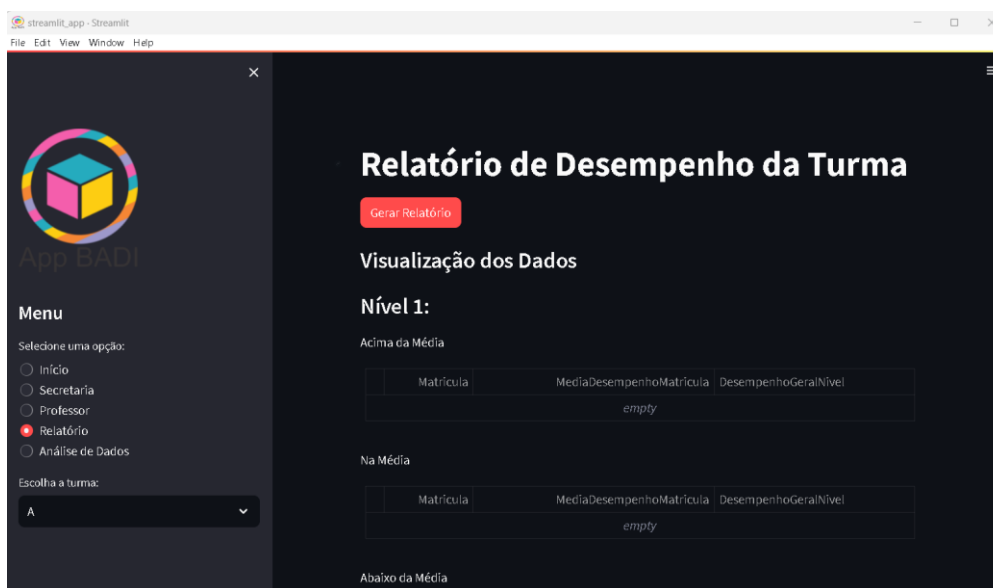 streamlit_app - Streamlit
File Edit View Window Help
App BADI
Menu
Selecione uma opção:
Início
Secretaria
Professor
Relatório
Análise de Dados
Escolha a turma:
A
Relatório de Desempenho da Turma
Gerar Relatório
Visualização dos Dados
Nível 1:
Acima da Média
Matricula MediaDesempenhoMatricula DesempenhoGeralNivel
empty
Na Média
Matricula MediaDesempenhoMatricula DesempenhoGeralNivel
empty
Abaixo da Média